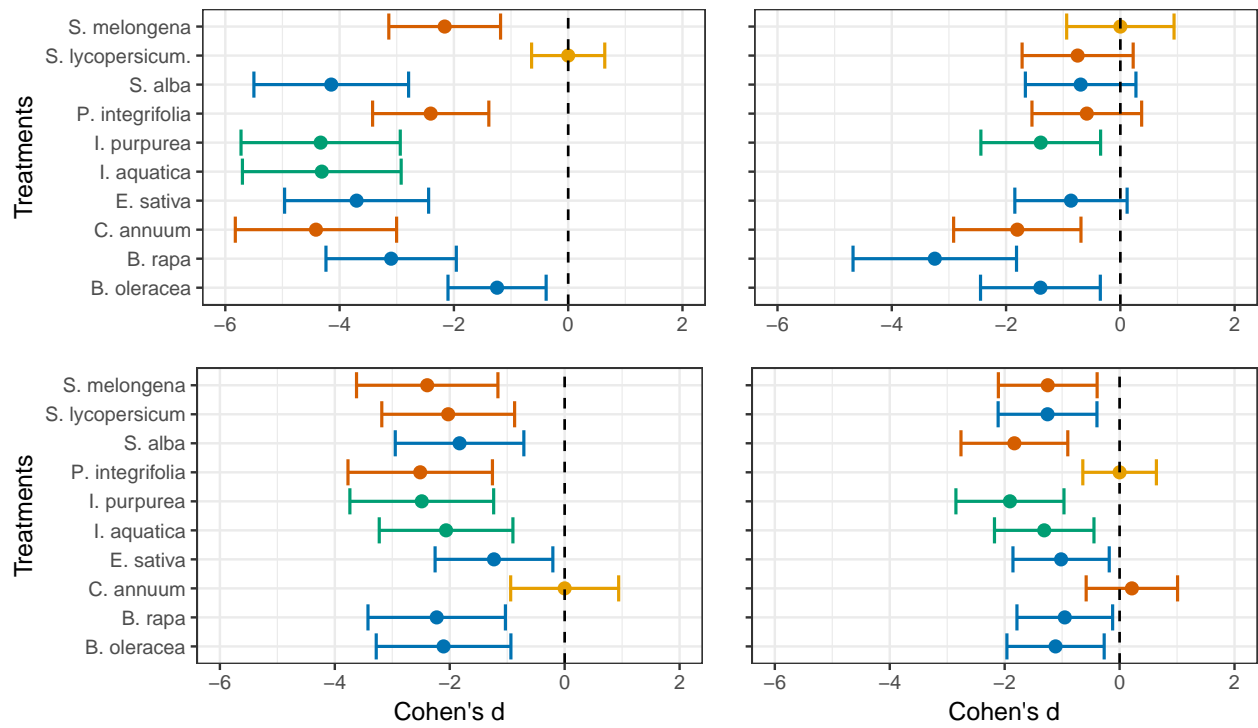 Treatments
S. melongena
S. lycopersicum.
S. alba
P. integrifolia
I. purpurea
I. aquatica
E. sativa
C. annuum
B. rapa
B. oleracea
−6 −4 −2 0 2
−6 −4 −2 0 2
Treatments
S. melongena
S. lycopersicum
S. alba
P. integrifolia
I. purpurea
I. aquatica
E. sativa
C. annuum
B. rapa
B. oleracea
−6 −4 −2 0 2
−6 −4 −2 0 2
Cohen's d
Cohen's d